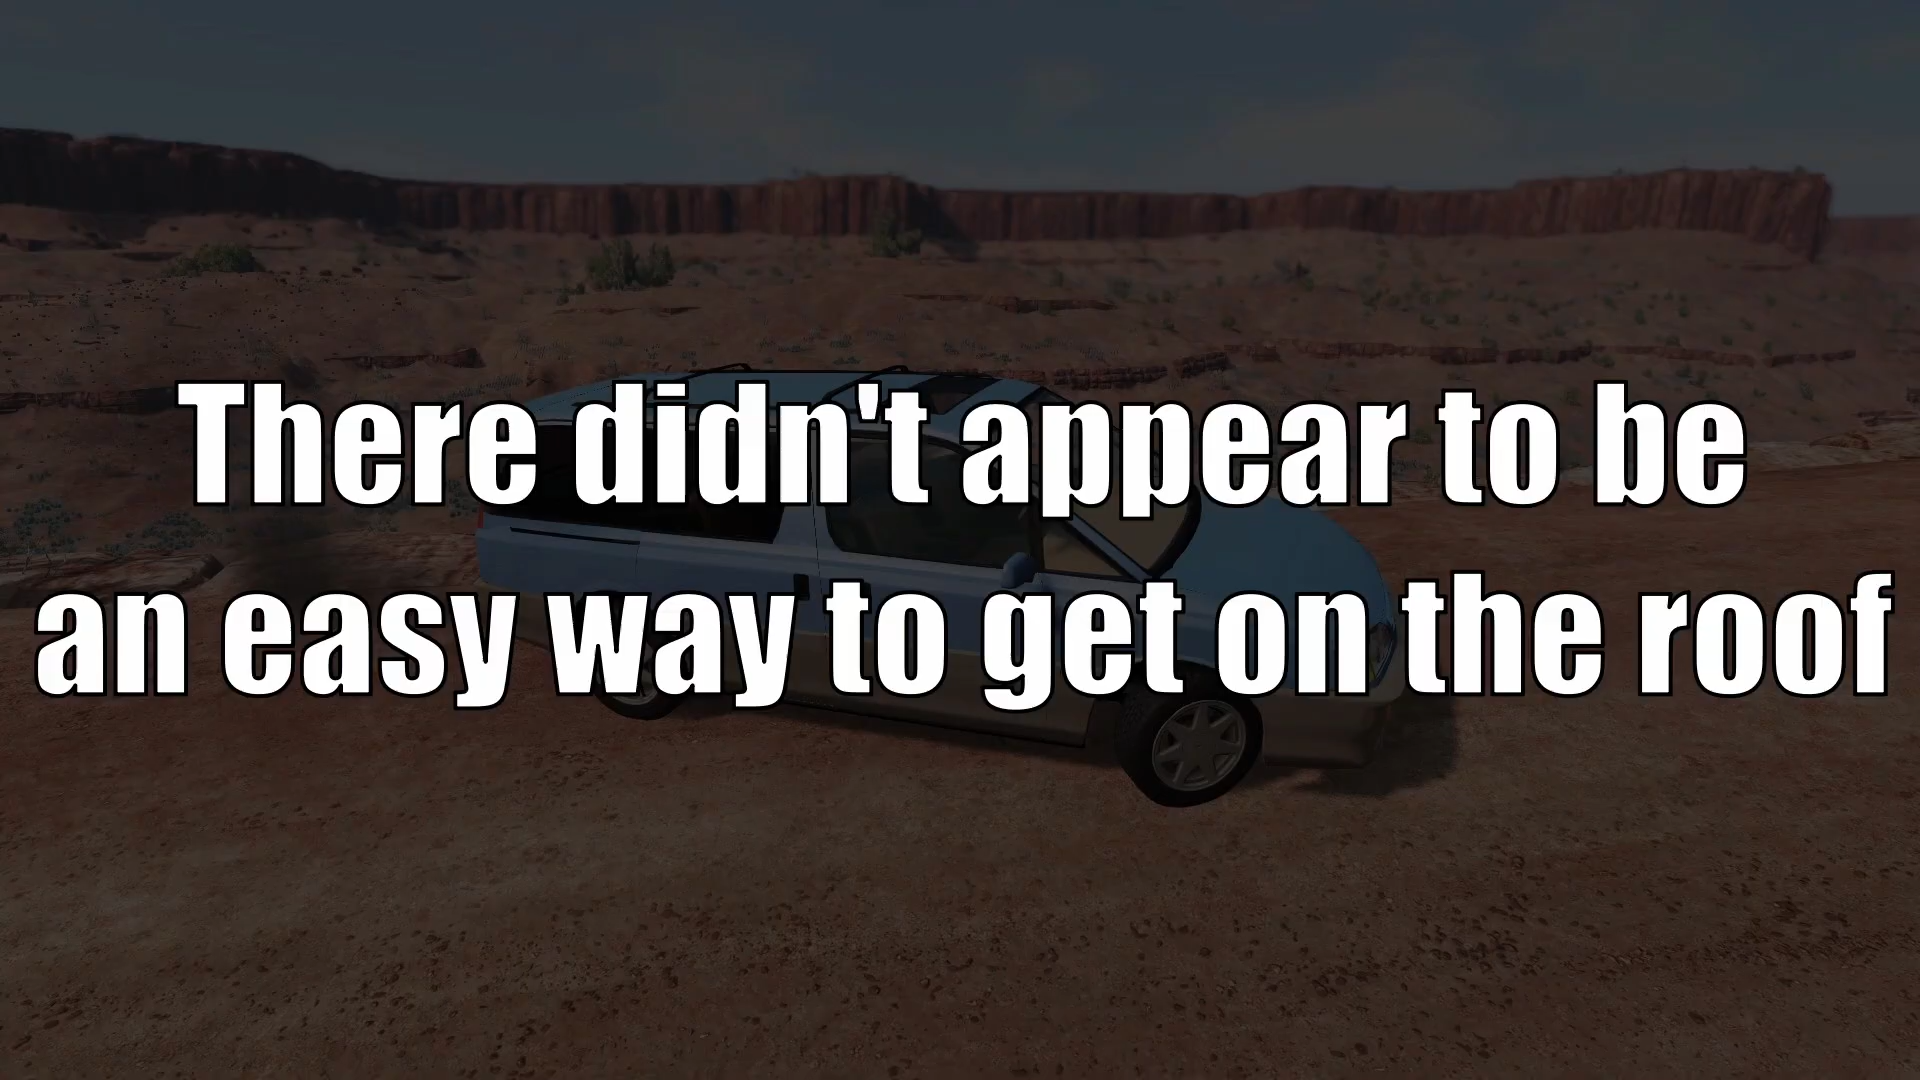 There didn't appear to be
an easy way to get on the roof